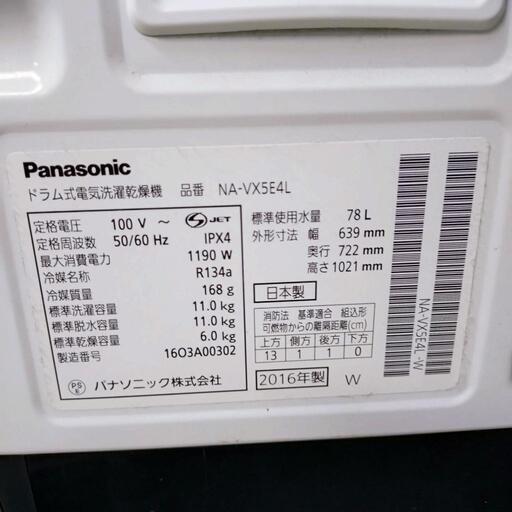 Panasonic
ドラム式電気洗濯乾燥機 品番 NA-VX5E4L
定格電圧 100 V ～ S JET
定格周波数 50/60 Hz IPX4
最大消費電力 1190 W
冷媒名称 R134a
冷媒質量 168 g
標準洗濯容量 11.0 kg
標準脱水容量 11.0 kg
標準乾燥容量 6.0 kg
製造番号 16O3A00302
PS E パナソニック株式会社
標準使用水量 78 L
外形寸法 幅 639 mm
奥行 722 mm
高さ 1021 mm
日本製
消防法 基準適合 組込形
可燃物からの離隔距離(cm)
上方 側方 後方 下方
13 1 1 0
2016年製 W
NA-VX5E4L-W